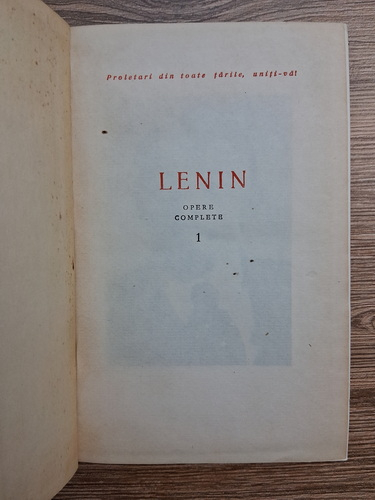 Proletari din toate țările, uniți-vă!
LENIN
OPERE
COMPLETE
1